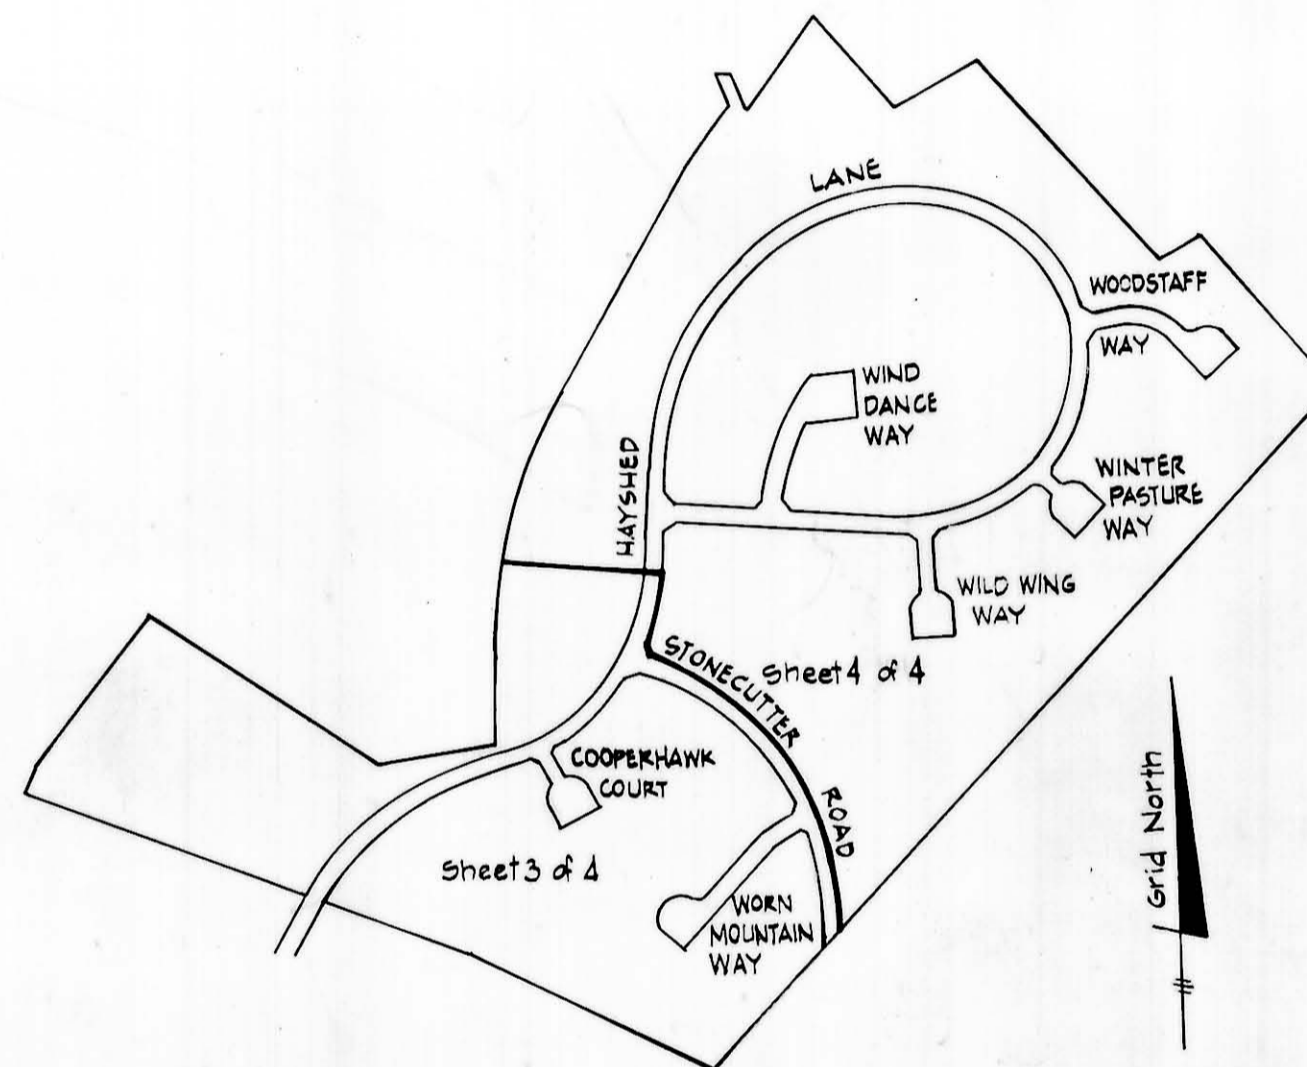 LANE
WOODSTAFF
WAY
WIND
DANCE
WAY
HAYSHED
WINTER
PASTURE
WAY
WILD WING
WAY
STONECUTTER
ROAD
Sheet 4 of 4
COOPERHAWK
COURT
Sheet 3 of 4
WORN
MOUNTAIN
WAY
Grid North